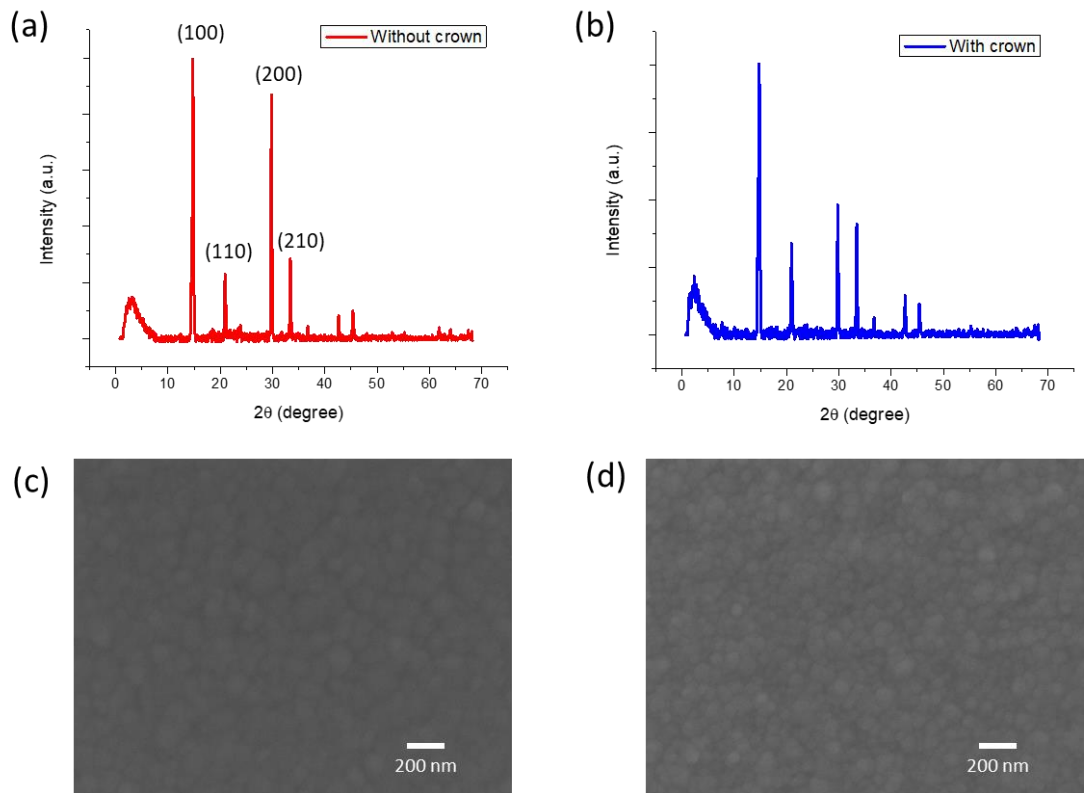 (a)
Without crown
(100)
(200)
(110)
(210)
Intensity (a.u.)
0 10 20 30 40 50 60 70
2θ (degree)
(b)
With crown
Intensity (a.u.)
0 10 20 30 40 50 60 70
2θ (degree)
(c)
200 nm
(d)
200 nm